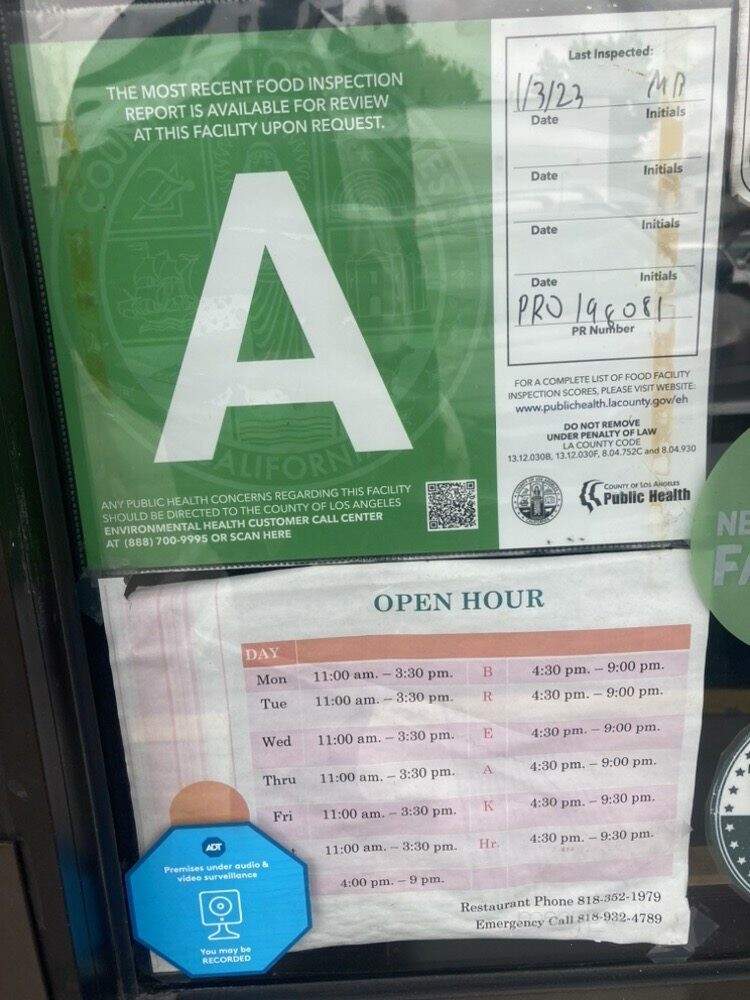 THE MOST RECENT FOOD INSPECTION
REPORT IS AVAILABLE FOR REVIEW
AT THIS FACILITY UPON REQUEST.
A
ANY PUBLIC HEALTH CONCERNS REGARDING THIS FACILITY
SHOULD BE DIRECTED TO THE COUNTY OF LOS ANGELES
ENVIRONMENTAL HEALTH CUSTOMER CALL CENTER
AT (888) 700-9995 OR SCAN HERE
Last Inspected:
1/3/23
Date Initials
Date Initials
Date Initials
Date Initials
PR0198081
PR Number
FOR A COMPLETE LIST OF FOOD FACILITY
INSPECTION SCORES, PLEASE VISIT WEBSITE:
www.publichealth.lacounty.gov/eh
DO NOT REMOVE
UNDER PENALTY OF LAW
LA COUNTY CODE
13.12.030B, 13.12.030F, 8.04.752C and 8.04.930
COUNTY OF LOS ANGELES
Public Health
OPEN HOUR
DAY
Mon 11:00 am. – 3:30 pm. B 4:30 pm. – 9:00 pm.
Tue 11:00 am. – 3:30 pm. R 4:30 pm. – 9:00 pm.
Wed 11:00 am. – 3:30 pm. E 4:30 pm. – 9:00 pm.
Thru 11:00 am. – 3:30 pm. A 4:30 pm. – 9:00 pm.
Fri 11:00 am. – 3:30 pm. K 4:30 pm. – 9:30 pm.
11:00 am. – 3:30 pm. Hr. 4:30 pm. – 9:30 pm.
4:00 pm. – 9 pm.
Restaurant Phone 818-352-1979
Emergency Call 818-932-4789
ADT
Premises under audio &
video surveillance
You may be
RECORDED